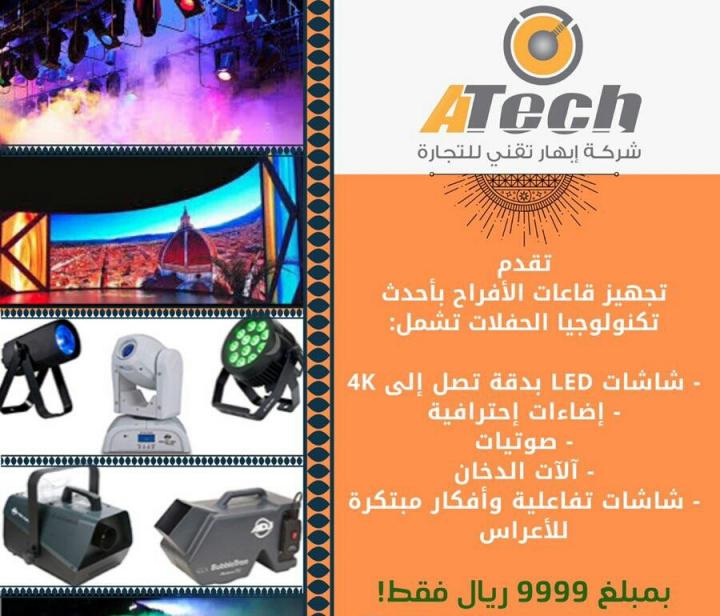 ATech
شركة إبهار تقني للتجارة
تقدم
تجهيز قاعات الأفراح بأحدث
تكنولوجيا الحفلات تشمل:
- شاشات LED بدقة تصل إلى 4K
- إضاءات إحترافية
- صوتيات
- آلآت الدخان
- شاشات تفاعلية وأفكار مبتكرة
للأعراس
بمبلغ 9999 ريال فقط!
BubbleTron